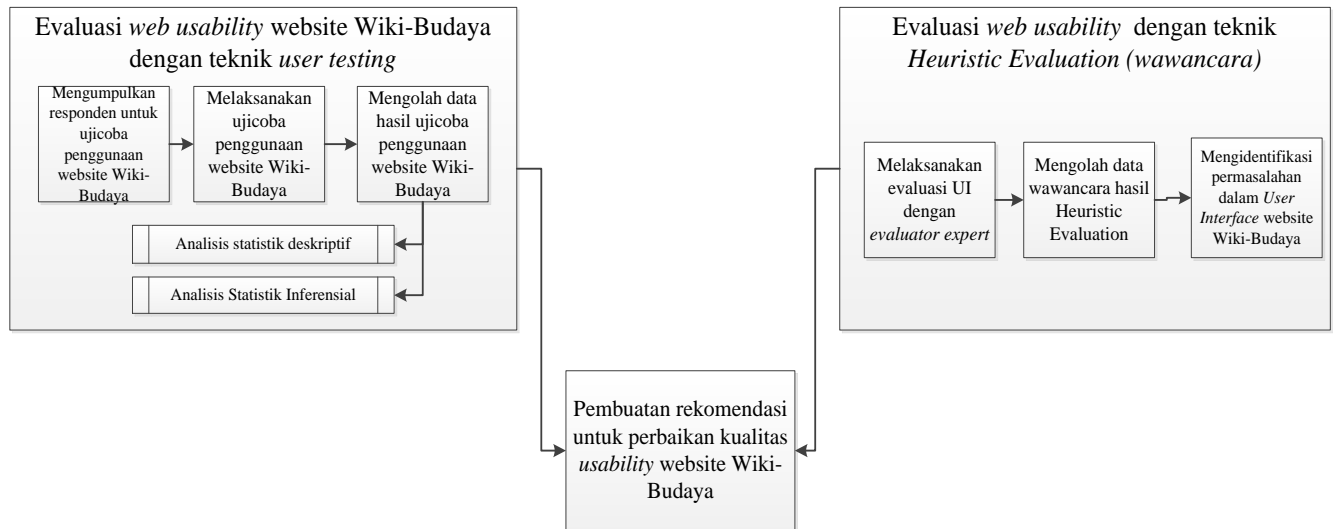 Evaluasi web usability website Wiki-Budaya
dengan teknik user testing
Mengumpulkan
responden untuk
ujicoba
penggunaan
website Wiki-
Budaya
Melaksanakan
ujicoba
penggunaan
website Wiki-
Budaya
Mengolah data
hasil ujicoba
penggunaan
website Wiki-
Budaya
Analisis statistik deskriptif
Analisis Statistik Inferensial
Evaluasi web usability dengan teknik
Heuristic Evaluation (wawancara)
Melaksanakan
evaluasi UI
dengan
evaluator expert
Mengolah data
wawancara hasil
Heuristic
Evaluation
Mengidentifikasi
permasalahan
dalam User
Interface website
Wiki-Budaya
Pembuatan rekomendasi
untuk perbaikan kualitas
usability website Wiki-
Budaya